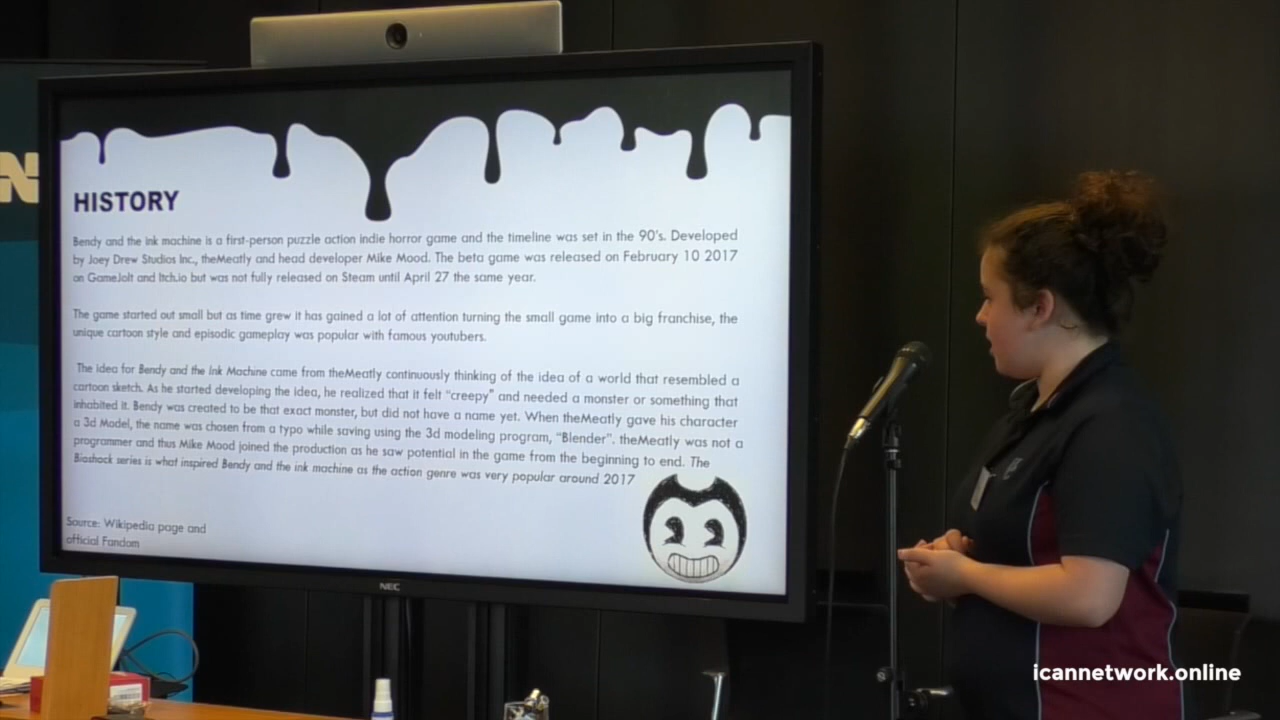 N
HISTORY
Bendy and the ink machine is a first-person puzzle action indie horror game and the timeline was set in the 90's. Developed
by Joey Drew Studios Inc., theMeatly and head developer Mike Mood. The beta game was released on February 10 2017
on GameJolt and Itch.io but was not fully released on Steam until April 27 the same year.
The game started out small but as time grew it has gained a lot of attention turning the small game into a big franchise, the
unique cartoon style and episodic gameplay was popular with famous youtubers.
The idea for Bendy and the Ink Machine came from theMeatly continuously thinking of the idea of a world that resembled a
cartoon sketch. As he started developing the idea, he realized that it felt "creepy" and needed a monster or something that
inhabited it. Bendy was created to be that exact monster, but did not have a name yet. When theMeatly gave his character
a 3d Model, the name was chosen from a typo while saving using the 3d modeling program, "Blender". theMeatly was not a
programmer and thus Mike Mood joined the production as he saw potential in the game from the beginning to end. The
Bioshock series is what inspired Bendy and the ink machine as the action genre was very popular around 2017
Source: Wikipedia page and
official Fandom
NEC
icannetwork.online